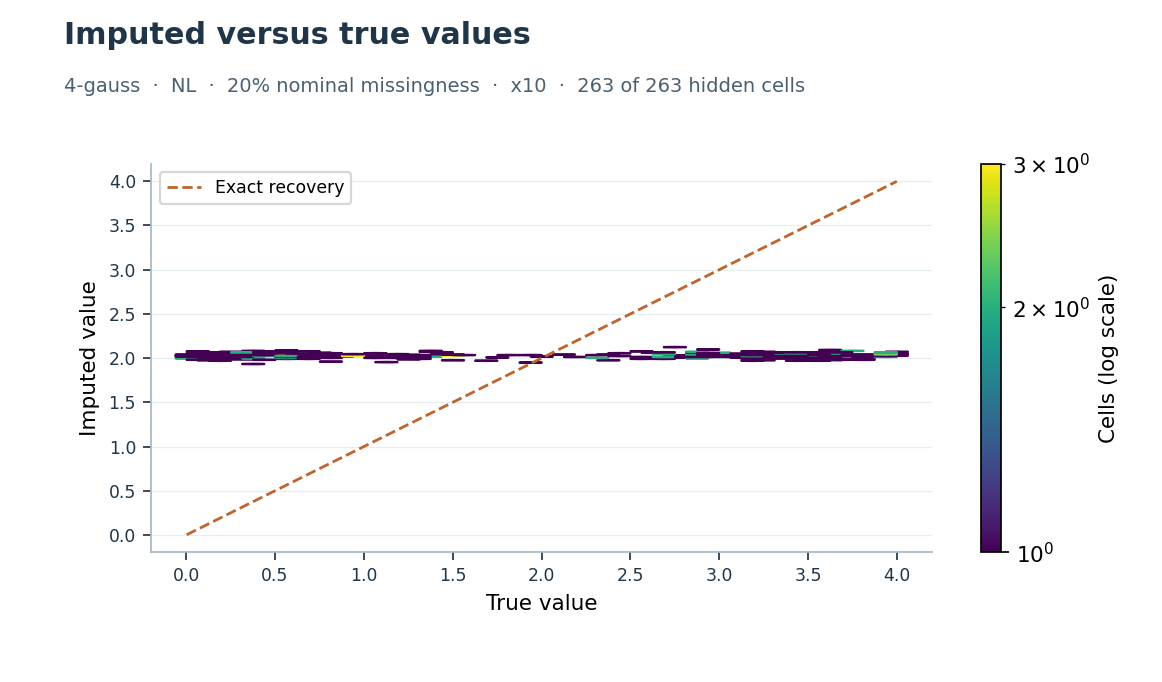 Imputed versus true values
4-gauss · NL · 20% nominal missingness · x10 · 263 of 263 hidden cells
Exact recovery
4.0
3.5
3.0
2.5
2.0
1.5
1.0
0.5
0.0
Imputed value
0.0 0.5 1.0 1.5 2.0 2.5 3.0 3.5 4.0
True value
3 × 10⁰
2 × 10⁰
10⁰
Cells (log scale)